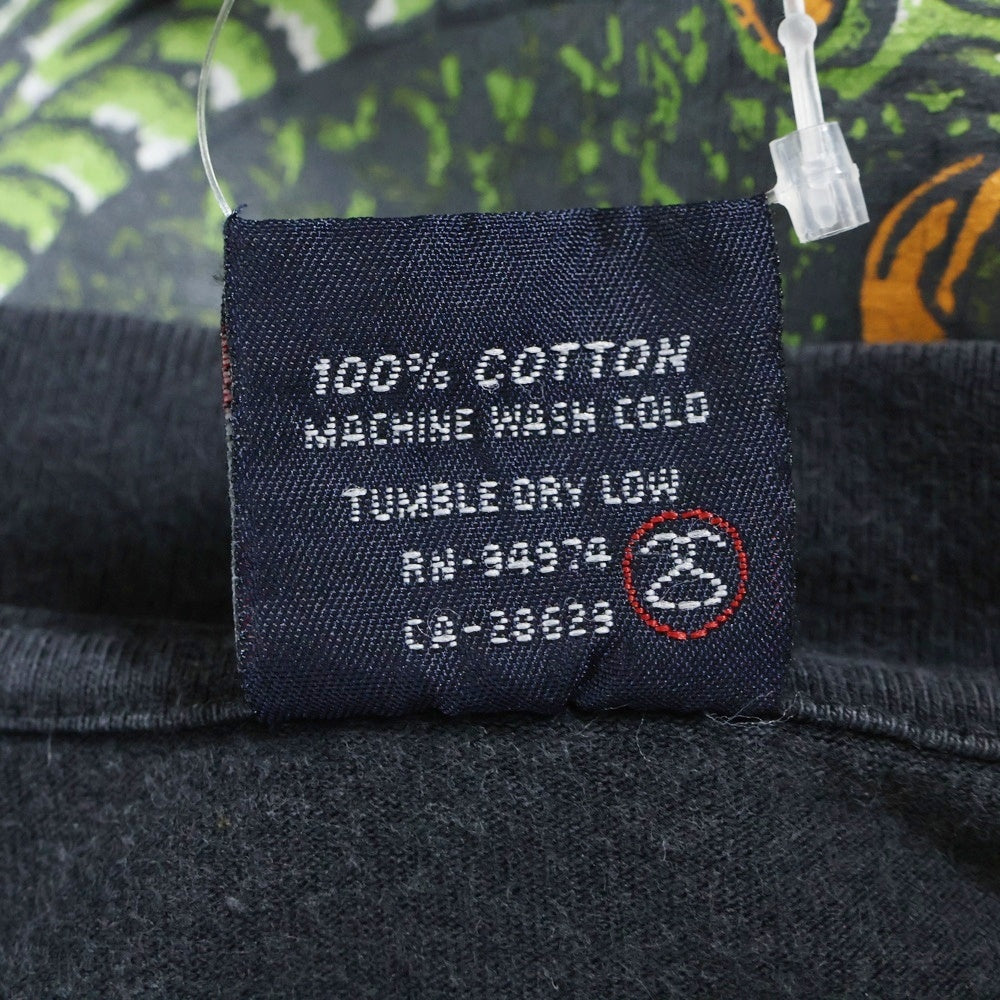 100% COTTON
MACHINE WASH COLD
TUMBLE DRY LOW
RN-94974
CA-28623